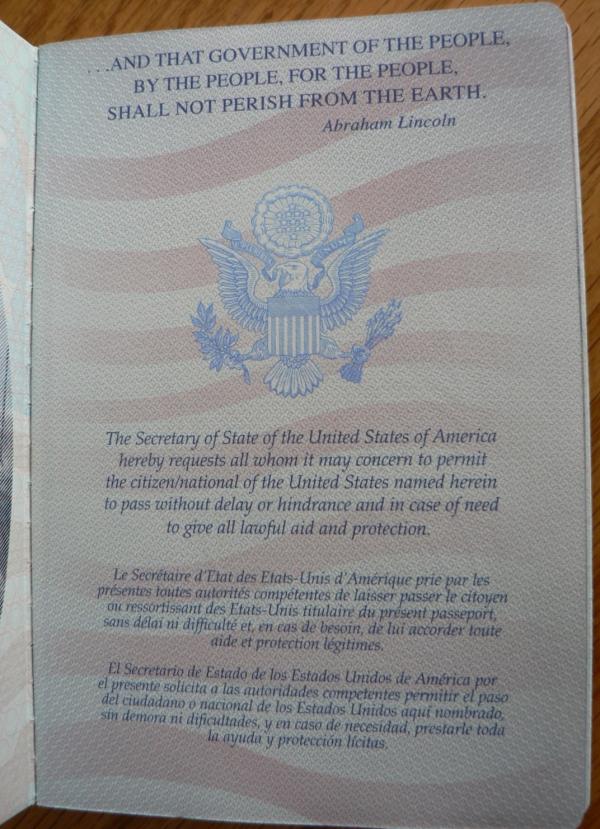 ...AND THAT GOVERNMENT OF THE PEOPLE,
BY THE PEOPLE, FOR THE PEOPLE,
SHALL NOT PERISH FROM THE EARTH.
Abraham Lincoln
The Secretary of State of the United States of America
hereby requests all whom it may concern to permit
the citizen/national of the United States named herein
to pass without delay or hindrance and in case of need
to give all lawful aid and protection.
Le Secrétaire d'Etat des Etats-Unis d'Amérique prie par les
présentes toutes autorités compétentes de laisser passer le citoyen
ou ressortissant des Etats-Unis titulaire du présent passeport,
sans délai ni difficulté et, en cas de besoin, de lui accorder toute
aide et protection légitimes.
El Secretario de Estado de los Estados Unidos de América por
el presente solicita a las autoridades competentes permitir el paso
del ciudadano o nacional de los Estados Unidos aquí nombrado,
sin demora ni dificultades, y en caso de necesidad, prestarle toda
la ayuda y protección lícitas.